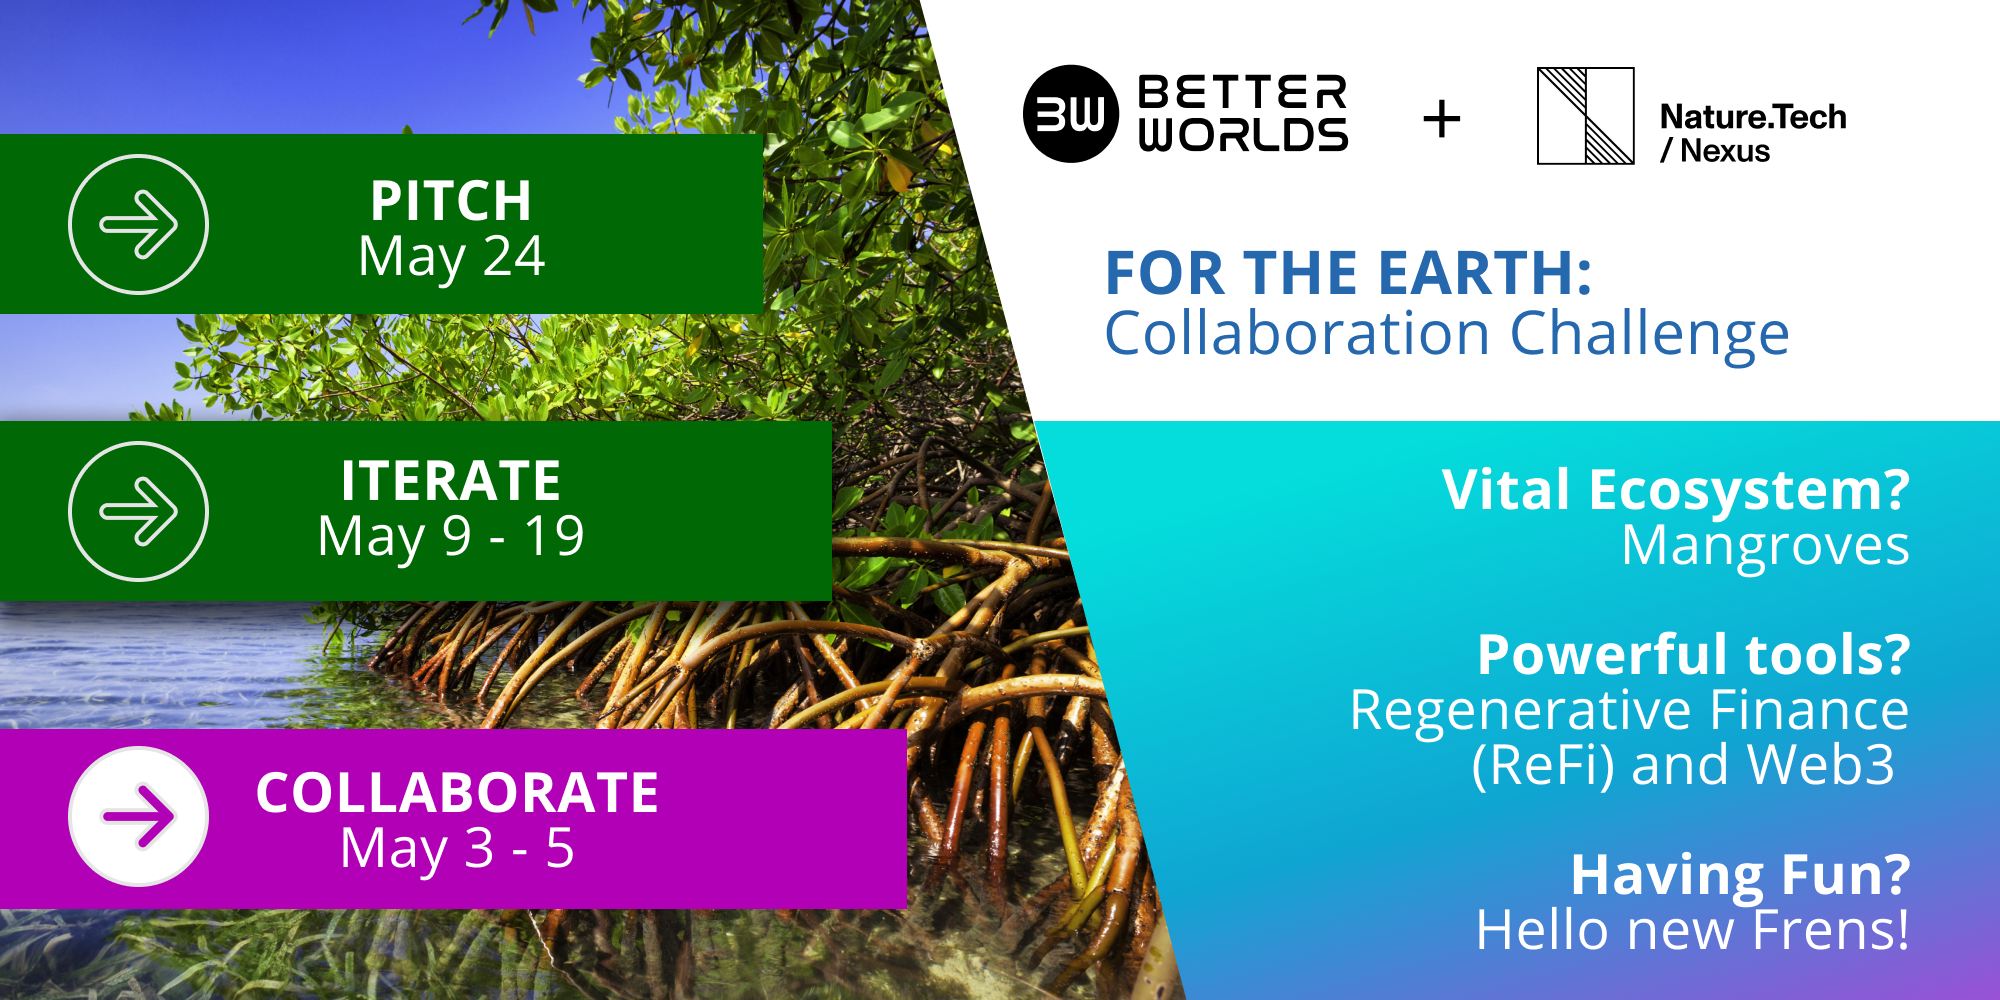 PITCH
May 24
ITERATE
May 9 - 19
COLLABORATE
May 3 - 5
BW BETTER
WORLDS
+
Nature.Tech
/ Nexus
FOR THE EARTH:
Collaboration Challenge
Vital Ecosystem?
Mangroves
Powerful tools?
Regenerative Finance
(ReFi) and Web3
Having Fun?
Hello new Frens!